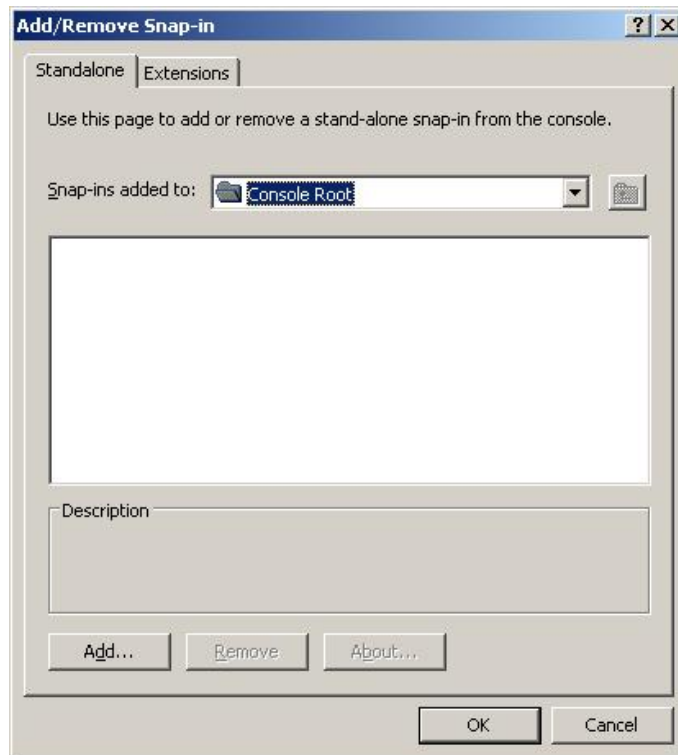 Add/Remove Snap-in
Standalone Extensions
Use this page to add or remove a stand-alone snap-in from the console.
Snap-ins added to: Console Root
Description
Add... Remove About...
OK Cancel